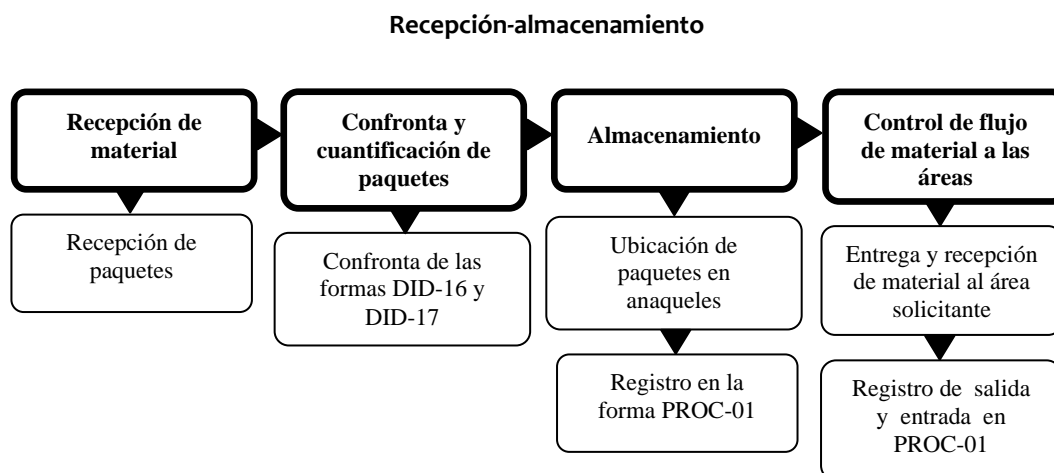 Recepción-almacenamiento
Recepción de
material
Confronta y
cuantificación de
paquetes
Almacenamiento
Control de flujo
de material a las
áreas
Recepción de
paquetes
Confronta de las
formas DID-16 y
DID-17
Ubicación de
paquetes en
anaqueles
Entrega y recepción
de material al área
solicitante
Registro en la
forma PROC-01
Registro de salida
y entrada en
PROC-01